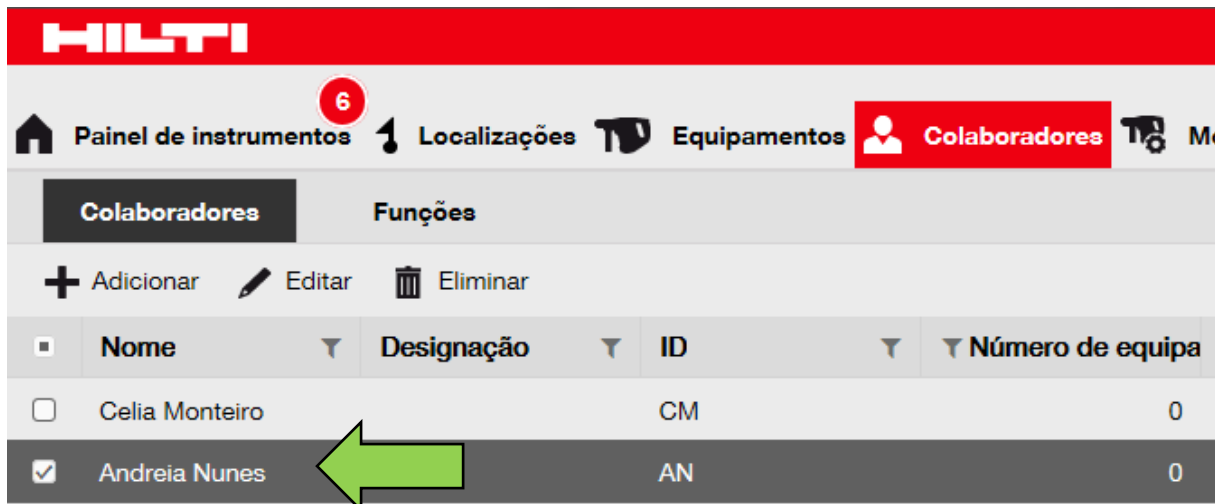 HILTI
6
Painel de instrumentos Localizações Equipamentos Colaboradores
Colaboradores Funções
Adicionar Editar Eliminar
Nome Designação ID Número de equipa
Celia Monteiro CM 0
Andreia Nunes AN 0